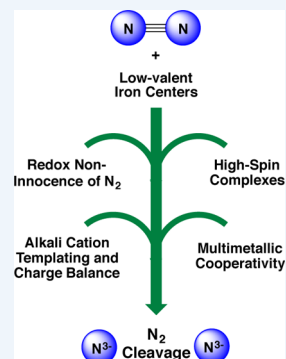 N N
+
Low-valent
Iron Centers
Redox Non-
Innocence of N₂
High-Spin
Complexes
Alkali Cation
Templating and
Charge Balance
Multimetallic
Cooperativity
N³⁻ N₂ N³⁻
Cleavage